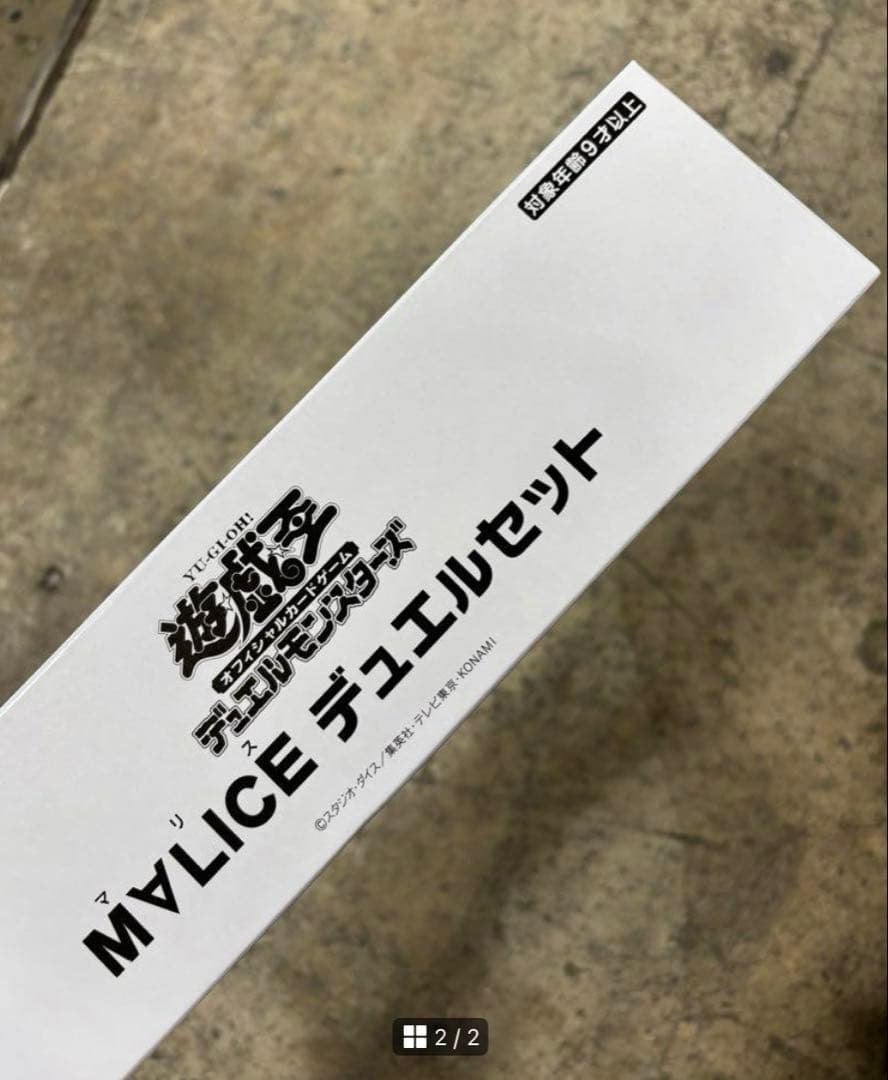 対象年齢9才以上
YU-GI-OH!
遊戯王
オフィシャルカードゲーム
デュエルモンスターズ
マリス
M∀LICE デュエルセット
©スタジオ・ダイス/集英社・テレビ東京・KONAMI
2 / 2